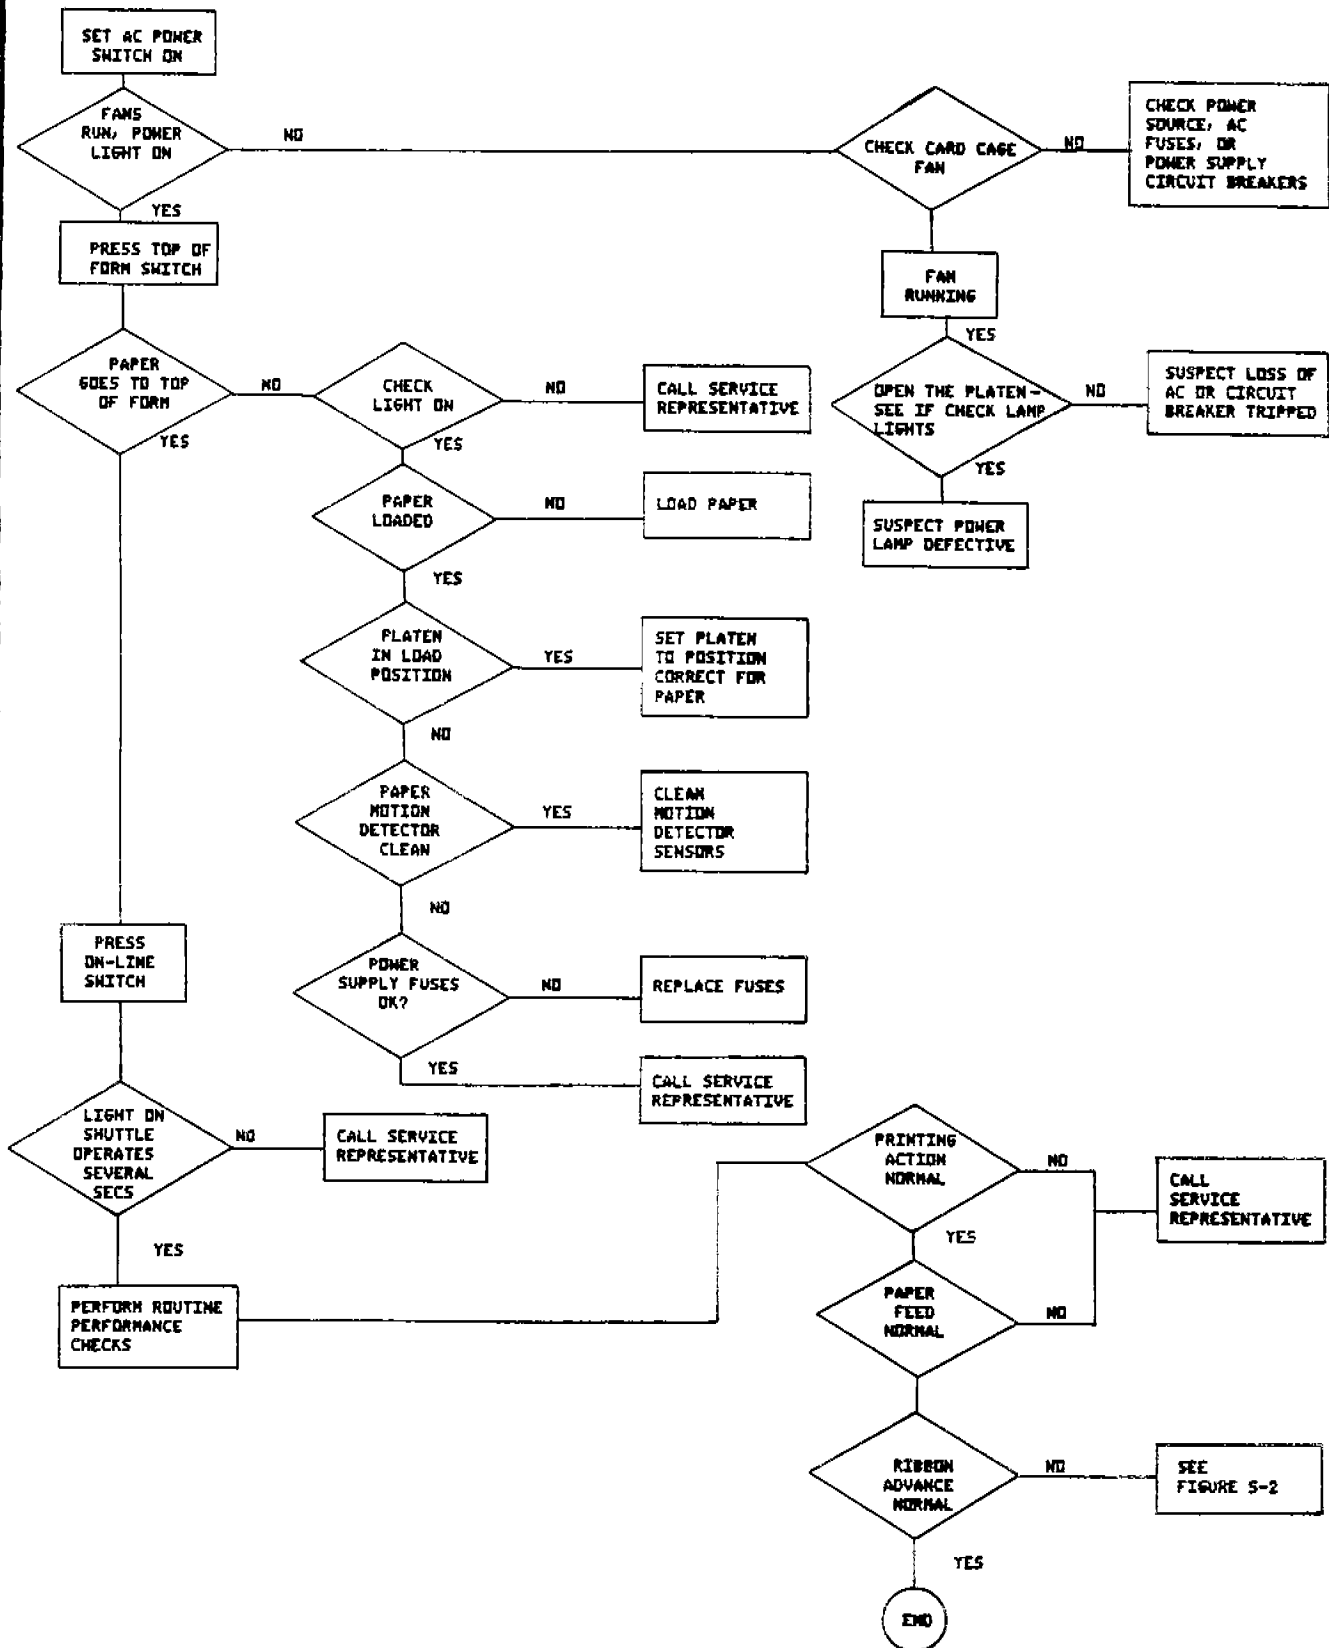 SET AC POWER
SWITCH ON
FANS
RUN, POWER
LIGHT ON
NO
YES
CHECK CARD CAGE
FAN
NO
CHECK POWER
SOURCE, AC
FUSES, OR
POWER SUPPLY
CIRCUIT BREAKERS
PRESS TOP OF
FORM SWITCH
FAN
RUNNING
YES
PAPER
GOES TO TOP
OF FORM
NO
YES
CHECK
LIGHT ON
NO
YES
CALL SERVICE
REPRESENTATIVE
OPEN THE PLATEN-
SEE IF CHECK LAMP
LIGHTS
NO
YES
SUSPECT LOSS OF
AC OR CIRCUIT
BREAKER TRIPPED
PAPER
LOADED
NO
YES
LOAD PAPER
SUSPECT POWER
LAMP DEFECTIVE
PLATEN
IN LOAD
POSITION
YES
NO
SET PLATEN
TO POSITION
CORRECT FOR
PAPER
PAPER
MOTION
DETECTOR
CLEAN
YES
NO
CLEAN
MOTION
DETECTOR
SENSORS
PRESS
ON-LINE
SWITCH
POWER
SUPPLY FUSES
OK?
NO
YES
REPLACE FUSES
CALL SERVICE
REPRESENTATIVE
LIGHT ON
SHUTTLE
OPERATES
SEVERAL
SECS
NO
YES
CALL SERVICE
REPRESENTATIVE
PERFORM ROUTINE
PERFORMANCE
CHECKS
PRINTING
ACTION
NORMAL
NO
YES
CALL
SERVICE
REPRESENTATIVE
PAPER
FEED
NORMAL
NO
RIBBON
ADVANCE
NORMAL
NO
YES
SEE
FIGURE 5-2
END